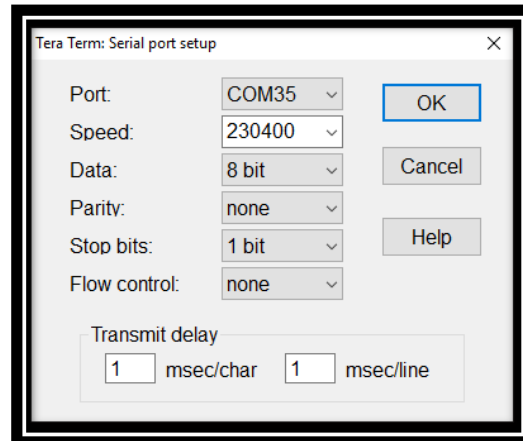 Tera Term: Serial port setup
Port: COM35 OK
Speed: 230400
Data: 8 bit Cancel
Parity: none
Stop bits: 1 bit Help
Flow control: none
Transmit delay
1 msec/char 1 msec/line